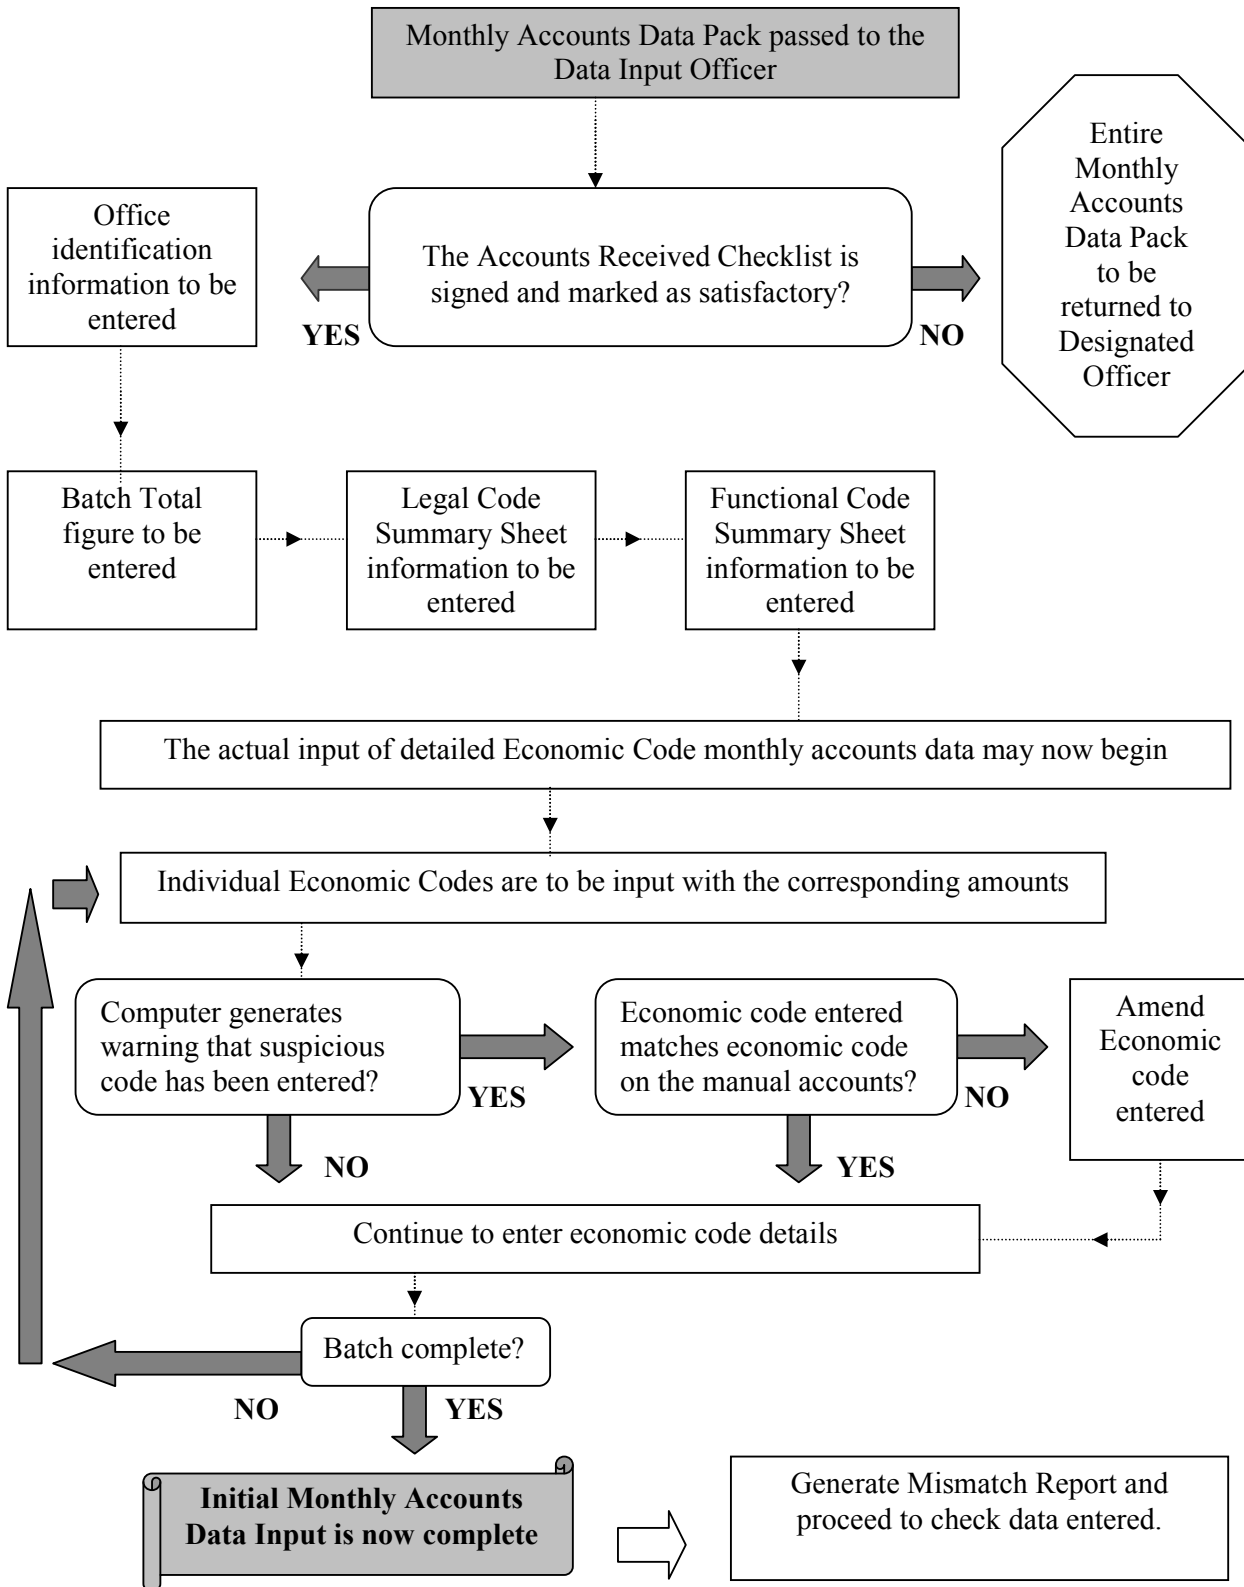 Monthly Accounts Data Pack passed to the
Data Input Officer
Entire
Monthly
Accounts
Data Pack
to be
returned to
Designated
Officer
Office
identification
information to be
entered
The Accounts Received Checklist is
signed and marked as satisfactory?
YES
NO
Batch Total
figure to be
entered
Legal Code
Summary Sheet
information to be
entered
Functional Code
Summary Sheet
information to be
entered
The actual input of detailed Economic Code monthly accounts data may now begin
Individual Economic Codes are to be input with the corresponding amounts
Computer generates
warning that suspicious
code has been entered?
YES
NO
Economic code entered
matches economic code
on the manual accounts?
NO
YES
Amend
Economic
code
entered
Continue to enter economic code details
Batch complete?
NO
YES
Initial Monthly Accounts
Data Input is now complete
Generate Mismatch Report and
proceed to check data entered.